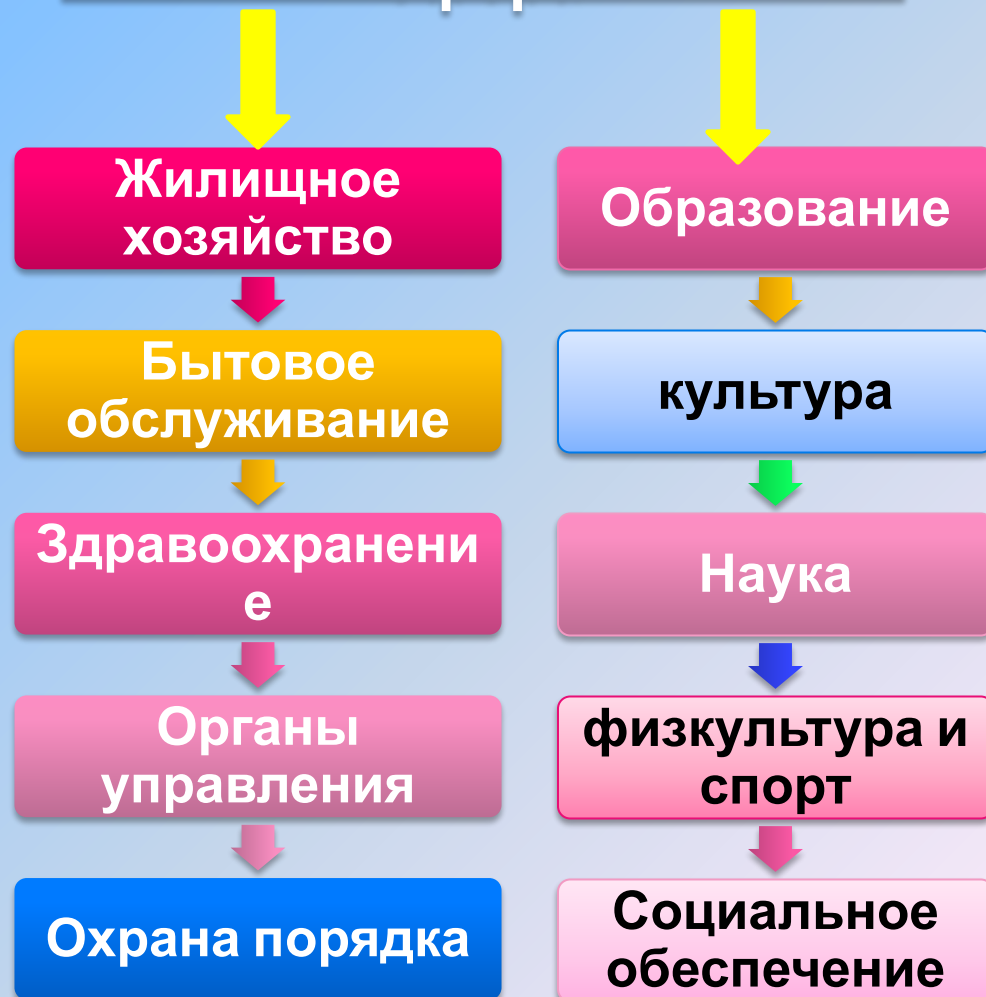 Жилищное
хозяйство
Бытовое
обслуживание
Здравоохранени
е
Органы
управления
Охрана порядка
Образование
культура
Наука
физкультура и
спорт
Социальное
обеспечение